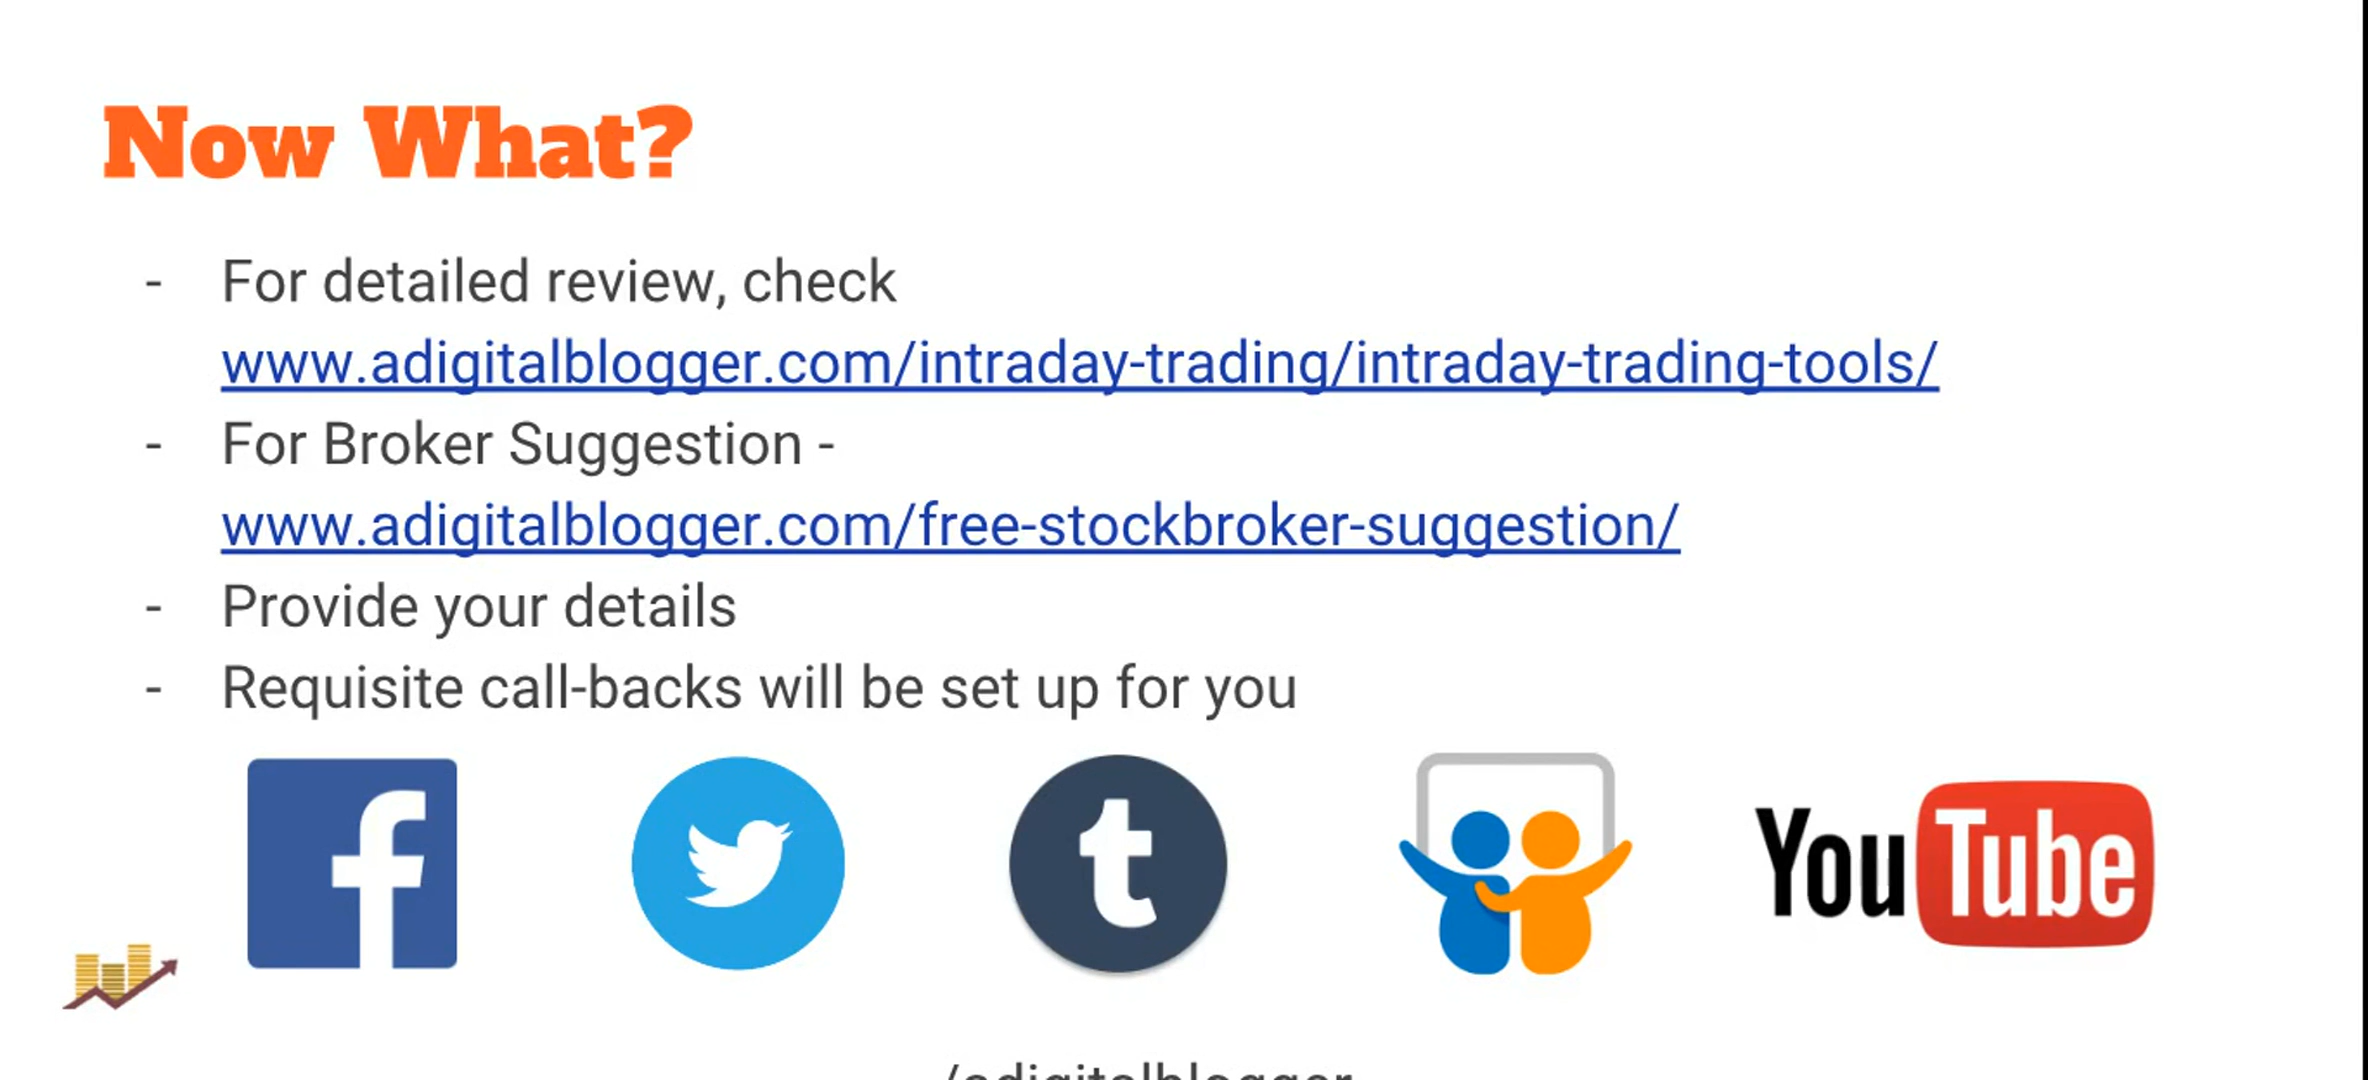 Now What?
- For detailed review, check
www.adigitalblogger.com/intraday-trading/intraday-trading-tools/
- For Broker Suggestion -
www.adigitalblogger.com/free-stockbroker-suggestion/
- Provide your details
- Requisite call-backs will be set up for you
f t YouTube
/adigitalblogger